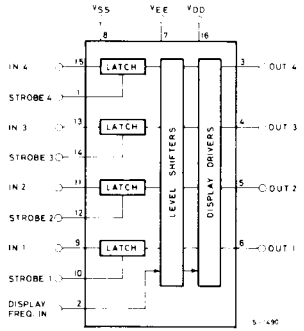 VSS VEE VDD
8 7 16
IN 4 15 LATCH 3 OUT 4
STROBE 4 1
IN 3 13 LATCH 4 OUT 3
STROBE 3 14
IN 2 11 LATCH 5 OUT 2
STROBE 2 12
IN 1 9 LATCH 6 OUT 1
STROBE 1 10
LEVEL SHIFTERS
DISPLAY DRIVERS
DISPLAY
FREQ. IN 2